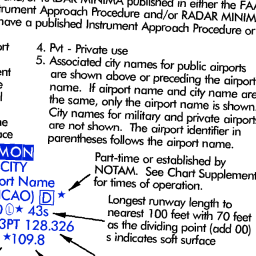 MINIMA published in either the FAA
Instrument Approach Procedure and/or RADAR MINIM
have a published Instrument Approach Procedure or
4. Pvt - Private use
5. Associated city names for public airports
are shown above or preceding the airport
name. If airport name and city name are
the same, only the airport name is shown.
City names for military and private airports
are not shown. The airport identifier in
parentheses follows the airport name.
MON
CITY
ort Name
ICAO) D ★
★ 43s
3PT 128.326
★109.8
Part-time or established by
NOTAM. See Chart Supplement
for times of operation.
Longest runway length to
nearest 100 feet with 70 feet
as the dividing point (add 00)
s indicates soft surface